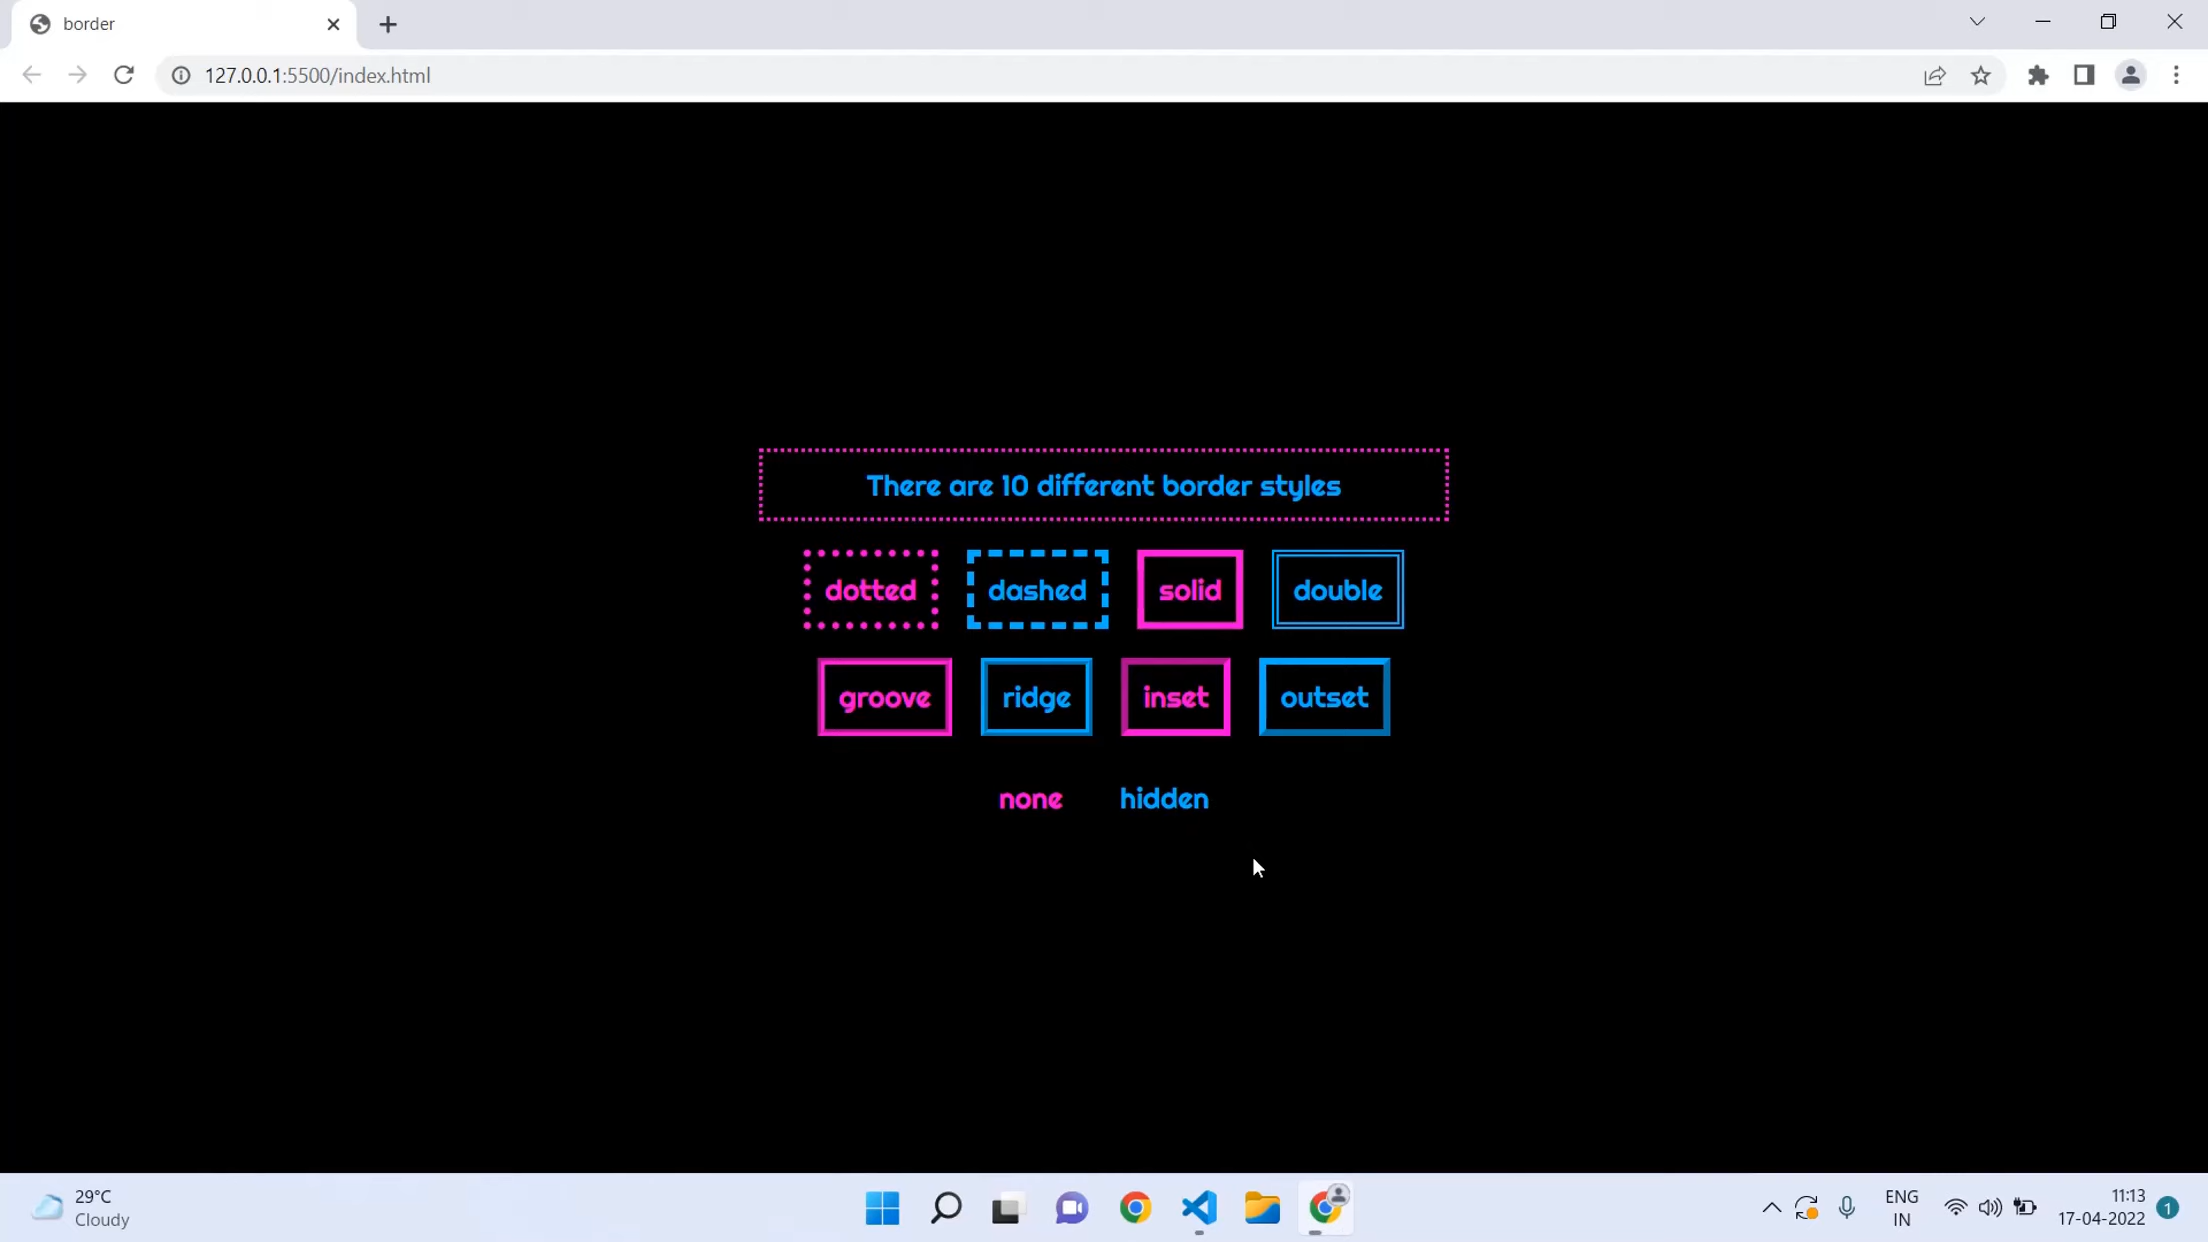 border
127.0.0.1:5500/index.html
There are 10 different border styles
dotted dashed solid double
groove ridge inset outset
none hidden
29°C
Cloudy
ENG
IN
11:13
17-04-2022
1